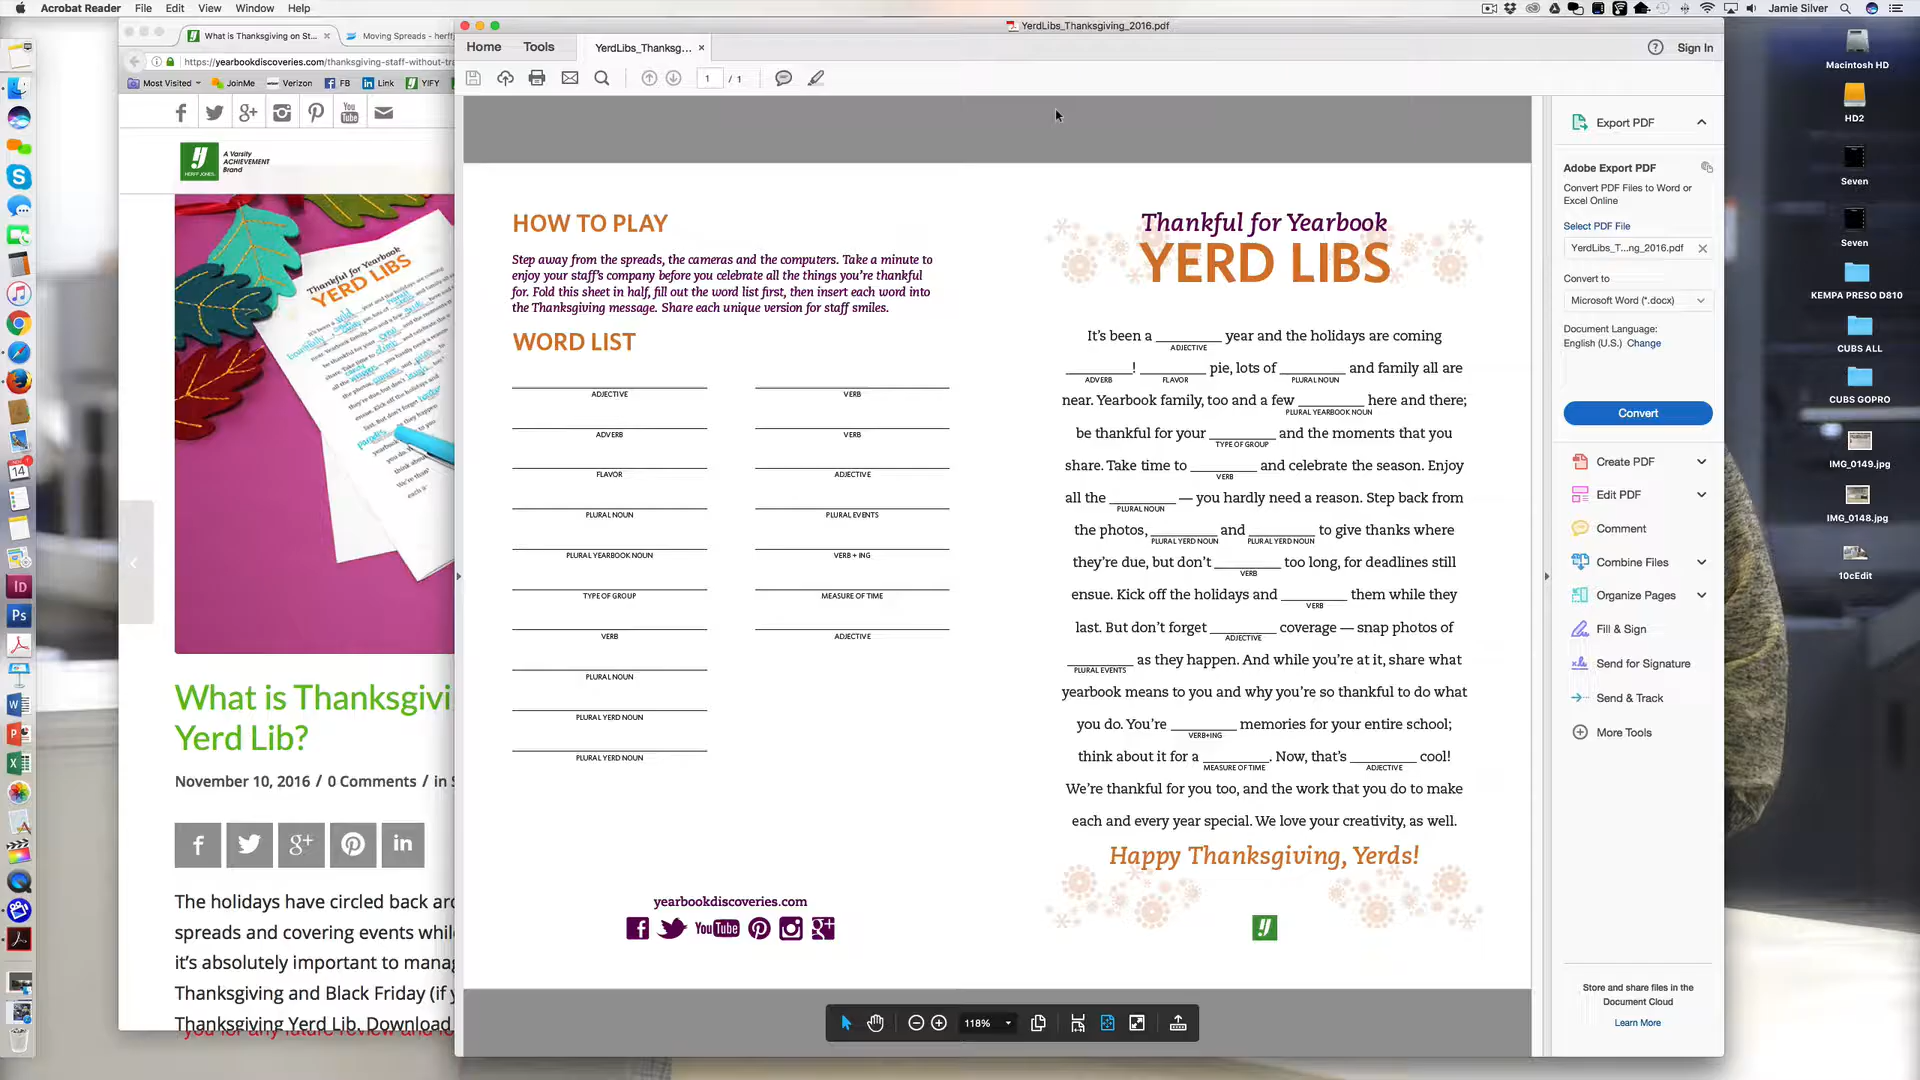 Acrobat Reader File Edit View Window Help
Jamie Silver
What is Thanksgiving on St...
Moving Spreads - herff
https://yearbookdiscoveries.com/thanksgiving-staff-without-tra
Most Visited JoinMe Verizon FB Link YIFY
HERFF JONES
A Varsity
ACHIEVEMENT
Brand
Thankful for Yearbook
YERD LIBS
What is Thanksgivi
Yerd Lib?
November 10, 2016 / 0 Comments / in S
The holidays have circled back aro
spreads and covering events whil
it's absolutely important to manag
Thanksgiving and Black Friday (if y
Thanksgiving Yerd Lib. Download
YerdLibs_Thanksgiving_2016.pdf
Home Tools YerdLibs_Thanksg...
Sign In
1 / 1
HOW TO PLAY
Step away from the spreads, the cameras and the computers. Take a minute to
enjoy your staff's company before you celebrate all the things you're thankful
for. Fold this sheet in half, fill out the word list first, then insert each word into
the Thanksgiving message. Share each unique version for staff smiles.
WORD LIST
ADJECTIVE
ADVERB
FLAVOR
PLURAL NOUN
PLURAL YEARBOOK NOUN
TYPE OF GROUP
VERB
PLURAL NOUN
PLURAL YERD NOUN
PLURAL YERD NOUN
VERB
VERB
ADJECTIVE
PLURAL EVENTS
VERB + ING
MEASURE OF TIME
ADJECTIVE
yearbookdiscoveries.com
YouTube
Thankful for Yearbook
YERD LIBS
It's been a ________ year and the holidays are coming
ADJECTIVE
________! ________ pie, lots of ________ and family all are
ADVERB FLAVOR PLURAL NOUN
near. Yearbook family, too and a few ________ here and there;
PLURAL YEARBOOK NOUN
be thankful for your ________ and the moments that you
TYPE OF GROUP
share. Take time to ________ and celebrate the season. Enjoy
VERB
all the ________ — you hardly need a reason. Step back from
PLURAL NOUN
the photos, ________ and ________ to give thanks where
PLURAL YERD NOUN PLURAL YERD NOUN
they're due, but don't ________ too long, for deadlines still
VERB
ensue. Kick off the holidays and ________ them while they
VERB
last. But don't forget ________ coverage — snap photos of
ADJECTIVE
________ as they happen. And while you're at it, share what
PLURAL EVENTS
yearbook means to you and why you're so thankful to do what
you do. You're ________ memories for your entire school;
VERB+ING
think about it for a ________. Now, that's ________ cool!
MEASURE OF TIME ADJECTIVE
We're thankful for you too, and the work that you do to make
each and every year special. We love your creativity, as well.
Happy Thanksgiving, Yerds!
118%
Export PDF
Adobe Export PDF
Convert PDF Files to Word or
Excel Online
Select PDF File
YerdLibs_T...ng_2016.pdf
Convert to
Microsoft Word (*.docx)
Document Language:
English (U.S.) Change
Convert
Create PDF
Edit PDF
Comment
Combine Files
Organize Pages
Fill & Sign
Send for Signature
Send & Track
More Tools
Store and share files in the
Document Cloud
Learn More
Macintosh HD
HD2
Seven
Seven
KEMPA PRESO D810
CUBS ALL
CUBS GOPRO
IMG_0149.jpg
IMG_0148.jpg
10cEdit